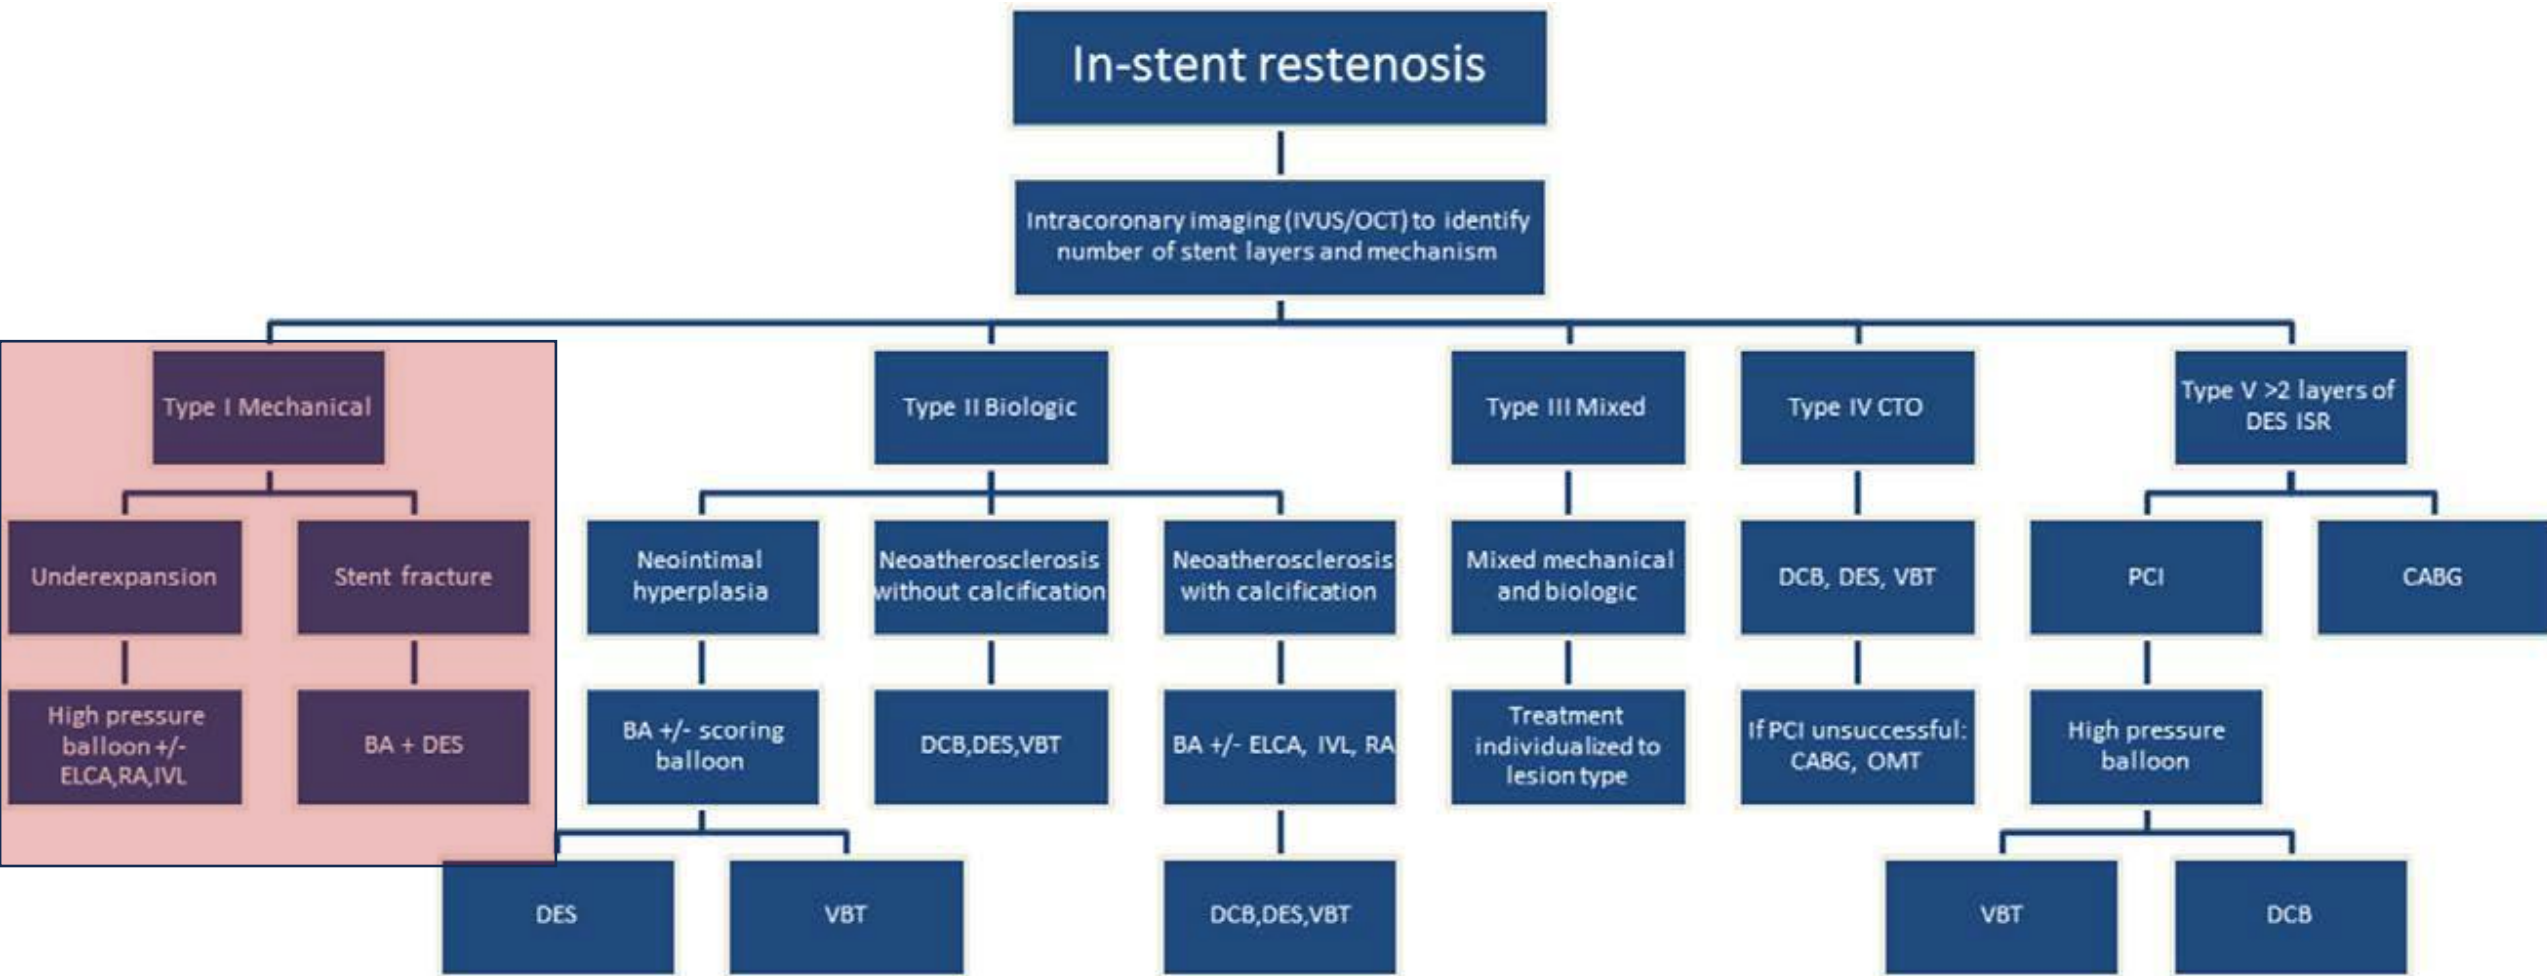 In-stent restenosis
Intracoronary imaging (IVUS/OCT) to identify
number of stent layers and mechanism
Type I Mechanical
Type II Biologic
Type III Mixed
Type IV CTO
Type V >2 layers of
DES ISR
Underexpansion
Stent fracture
Neointimal
hyperplasia
Neoatherosclerosis
without calcification
Neoatherosclerosis
with calcification
Mixed mechanical
and biologic
DCB, DES, VBT
PCI
CABG
High pressure
balloon +/-
ELCA,RA,IVL
BA + DES
BA +/- scoring
balloon
DCB,DES,VBT
BA +/- ELCA, IVL, RA
Treatment
individualized to
lesion type
If PCI unsuccessful:
CABG, OMT
High pressure
balloon
DES
VBT
DCB,DES,VBT
VBT
DCB